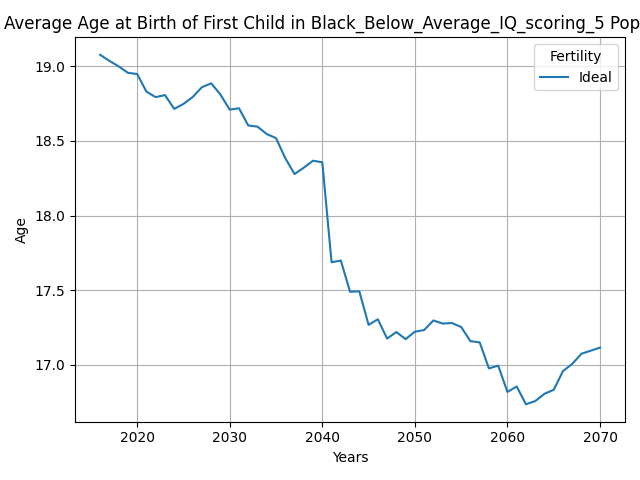 Average Age at Birth of First Child in Black_Below_Average_IQ_scoring_5 Pop
Fertility
Ideal
19.0
18.5
18.0
17.5
17.0
Age
2020 2030 2040 2050 2060 2070
Years